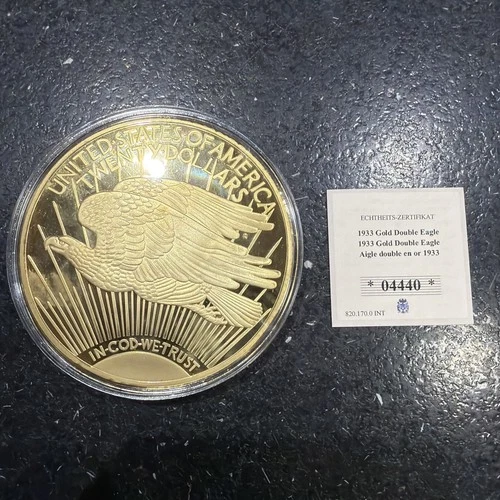 UNITED·STATES·OF·AMERICA
TWENTY·DOLLARS
IN·GOD·WE·TRUST
ECHTHEITS-ZERTIFIKAT
1933 Gold Double Eagle
1933 Gold Double Eagle
Aigle double en or 1933
* 04440 *
820.170.0 INT